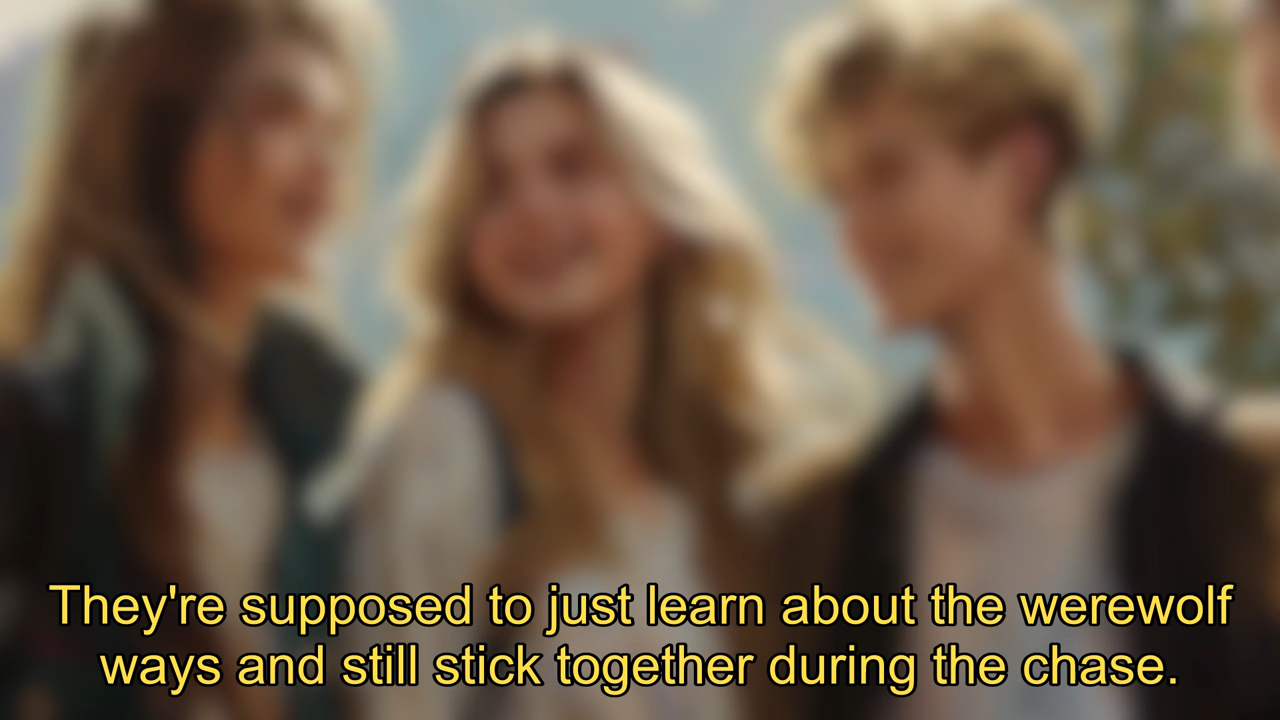 They're supposed to just learn about the werewolf
ways and still stick together during the chase.